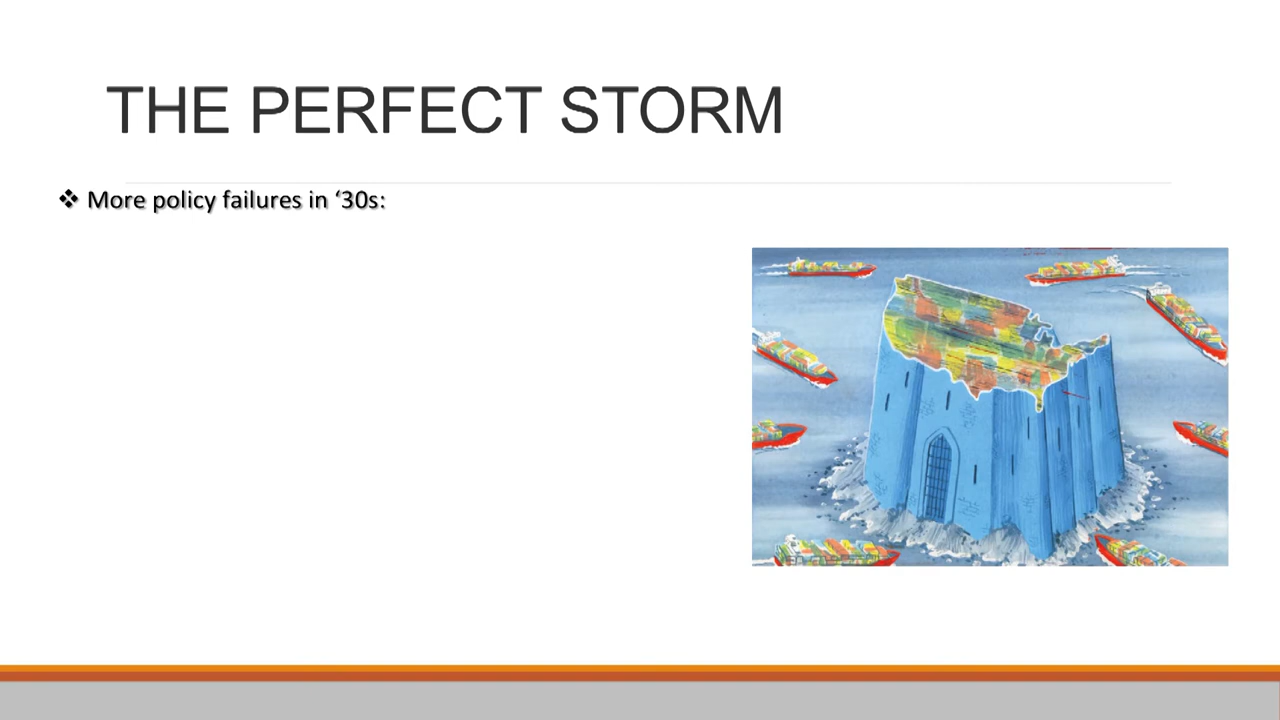 THE PERFECT STORM
❖ More policy failures in ‘30s: